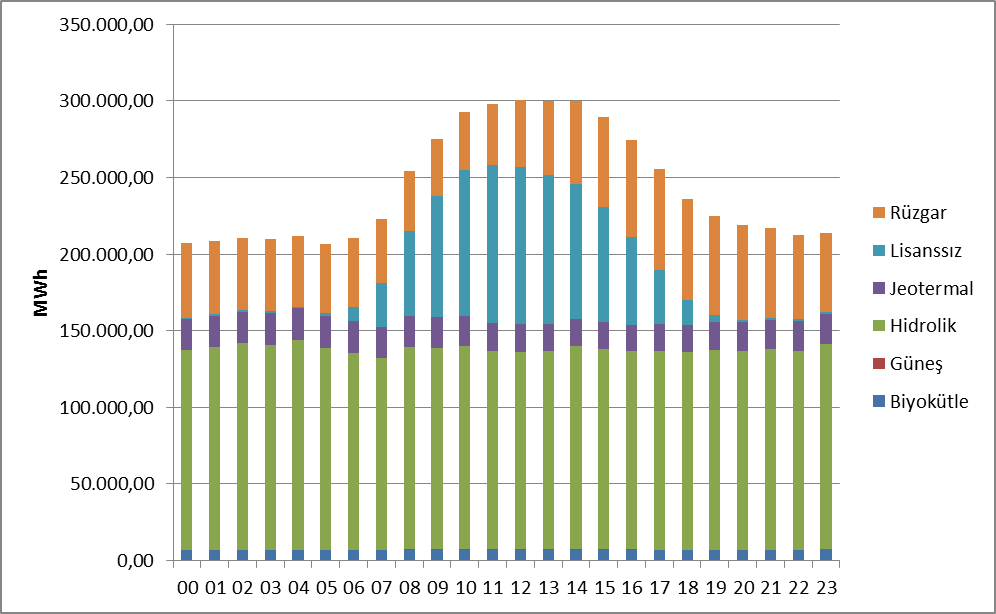 350.000,00
300.000,00
250.000,00
200.000,00
150.000,00
100.000,00
50.000,00
0,00
MWh
00 01 02 03 04 05 06 07 08 09 10 11 12 13 14 15 16 17 18 19 20 21 22 23
Rüzgar
Lisanssız
Jeotermal
Hidrolik
Güneş
Biyokütle